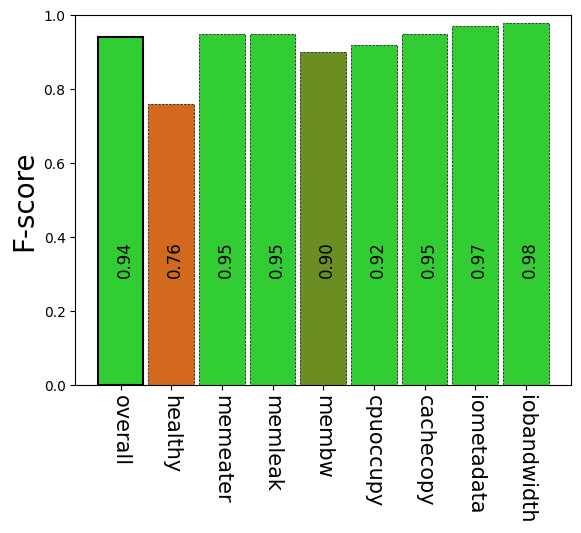 F-score
1.0
0.8
0.6
0.4
0.2
0.0
0.94
0.76
0.95
0.95
0.90
0.92
0.95
0.97
0.98
overall
healthy
memeater
memleak
membw
cpuoccupy
cachecopy
iometadata
iobandwidth